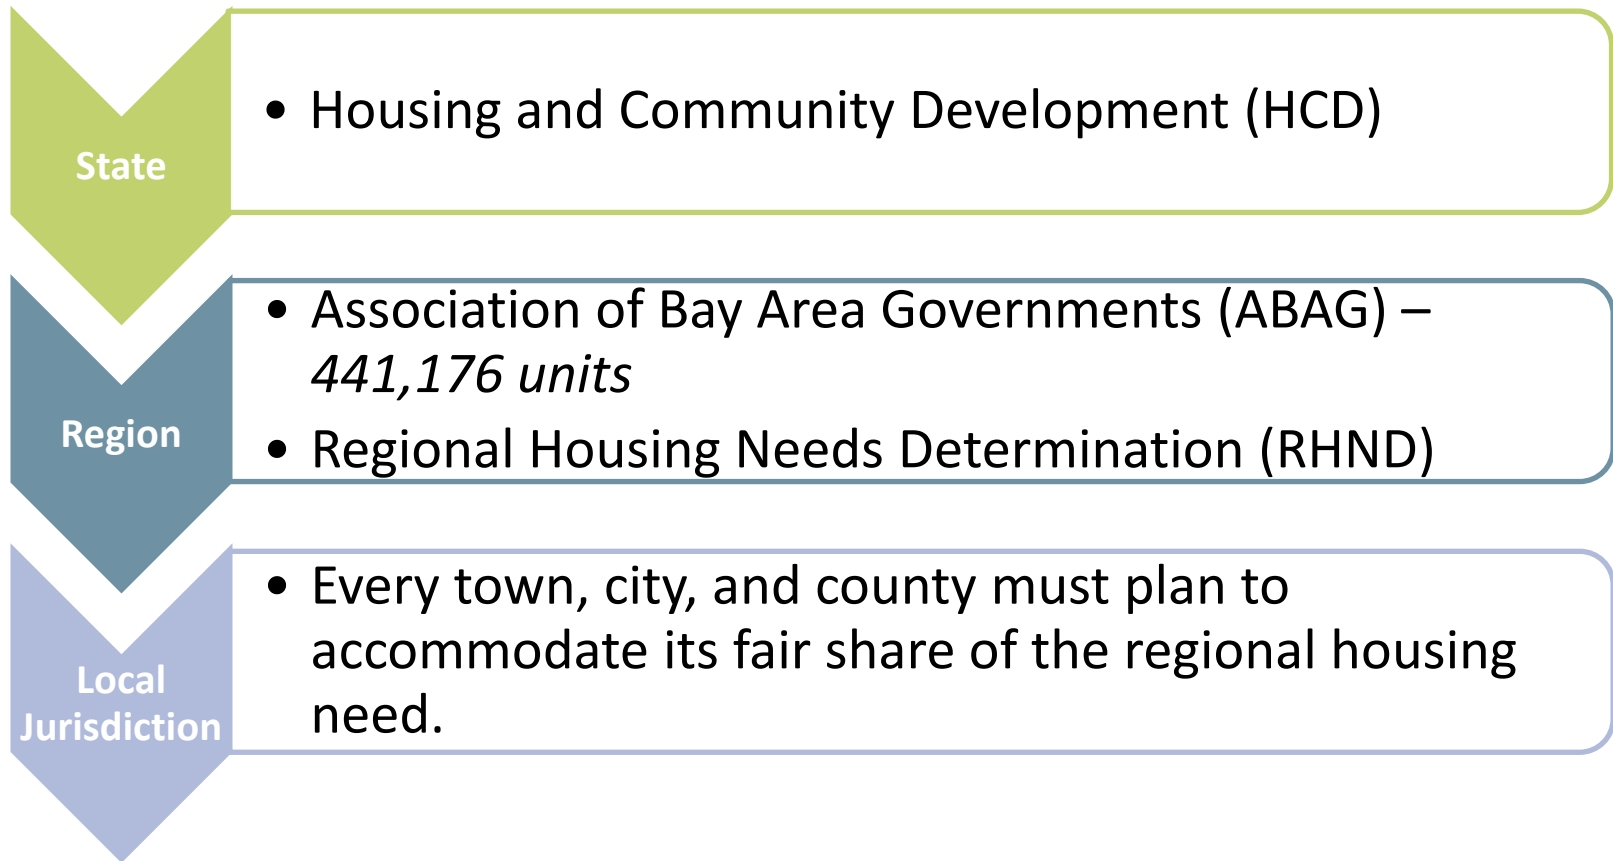 State
• Housing and Community Development (HCD)
Region
• Association of Bay Area Governments (ABAG) –
441,176 units
• Regional Housing Needs Determination (RHND)
Local
Jurisdiction
• Every town, city, and county must plan to
accommodate its fair share of the regional housing
need.